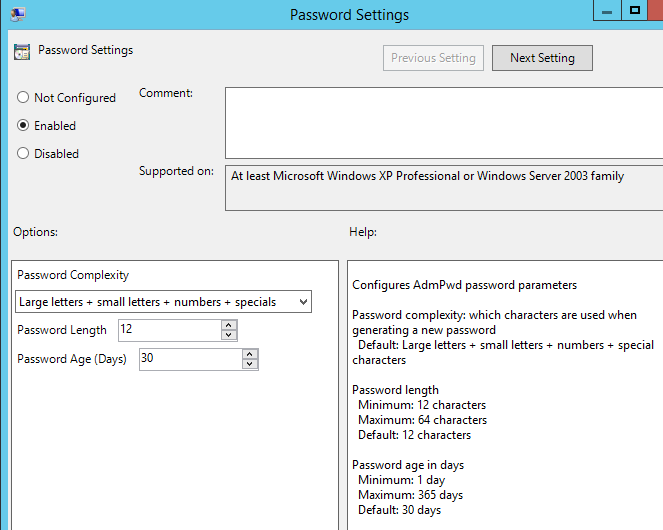 Password Settings
Password Settings
Previous Setting
Next Setting
Not Configured
Comment:
Enabled
Disabled
Supported on:
At least Microsoft Windows XP Professional or Windows Server 2003 family
Options:
Help:
Password Complexity
Large letters + small letters + numbers + specials
Password Length
12
Password Age (Days)
30
Configures AdmPwd password parameters
Password complexity: which characters are used when
generating a new password
Default: Large letters + small letters + numbers + special
characters
Password length
Minimum: 12 characters
Maximum: 64 characters
Default: 12 characters
Password age in days
Minimum: 1 day
Maximum: 365 days
Default: 30 days